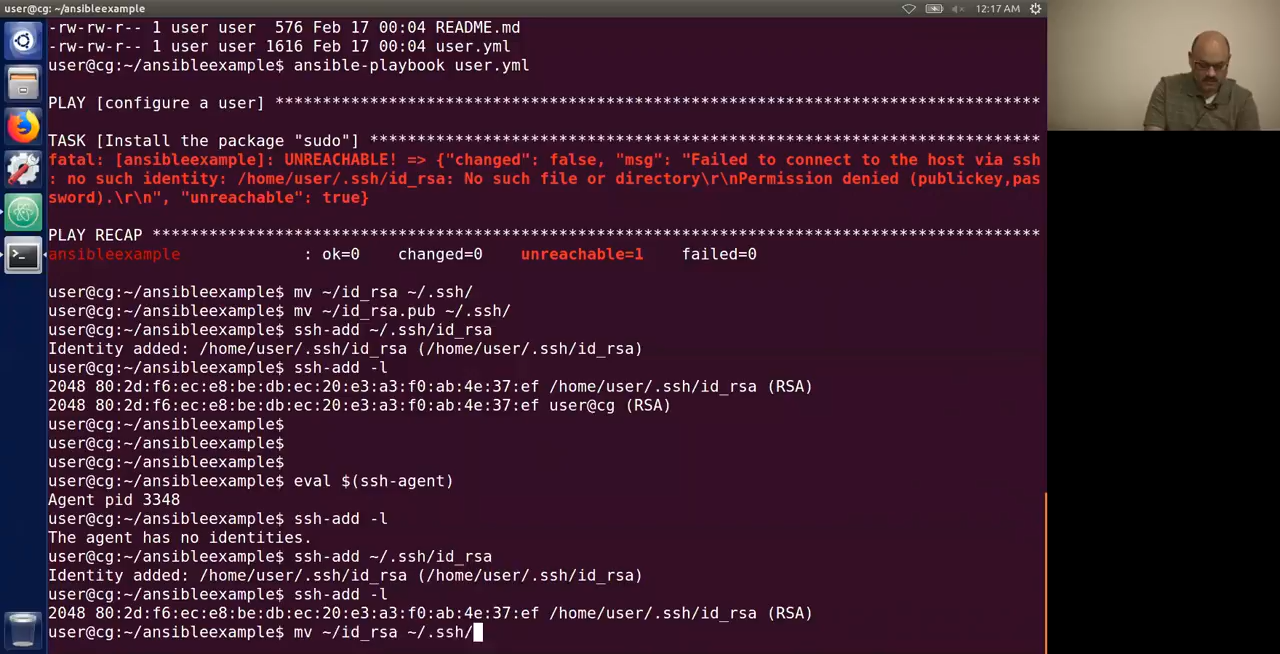 user@cg: ~/ansibleexample
12:17 AM
-rw-rw-r-- 1 user user  576 Feb 17 00:04 README.md
-rw-rw-r-- 1 user user 1616 Feb 17 00:04 user.yml
user@cg:~/ansibleexample$ ansible-playbook user.yml
PLAY [configure a user] *********************************************************************************
TASK [Install the package "sudo"] ***********************************************************************
fatal: [ansibleexample]: UNREACHABLE! => {"changed": false, "msg": "Failed to connect to the host via ssh
: no such identity: /home/user/.ssh/id_rsa: No such file or directory\r\nPermission denied (publickey,pas
sword).\r\n", "unreachable": true}
PLAY RECAP **********************************************************************************************
ansibleexample             : ok=0    changed=0    unreachable=1    failed=0
user@cg:~/ansibleexample$ mv ~/id_rsa ~/.ssh/
user@cg:~/ansibleexample$ mv ~/id_rsa.pub ~/.ssh/
user@cg:~/ansibleexample$ ssh-add ~/.ssh/id_rsa
Identity added: /home/user/.ssh/id_rsa (/home/user/.ssh/id_rsa)
user@cg:~/ansibleexample$ ssh-add -l
2048 80:2d:f6:ec:e8:be:db:ec:20:e3:a3:f0:ab:4e:37:ef /home/user/.ssh/id_rsa (RSA)
2048 80:2d:f6:ec:e8:be:db:ec:20:e3:a3:f0:ab:4e:37:ef user@cg (RSA)
user@cg:~/ansibleexample$
user@cg:~/ansibleexample$
user@cg:~/ansibleexample$
user@cg:~/ansibleexample$ eval $(ssh-agent)
Agent pid 3348
user@cg:~/ansibleexample$ ssh-add -l
The agent has no identities.
user@cg:~/ansibleexample$ ssh-add ~/.ssh/id_rsa
Identity added: /home/user/.ssh/id_rsa (/home/user/.ssh/id_rsa)
user@cg:~/ansibleexample$ ssh-add -l
2048 80:2d:f6:ec:e8:be:db:ec:20:e3:a3:f0:ab:4e:37:ef /home/user/.ssh/id_rsa (RSA)
user@cg:~/ansibleexample$ mv ~/id_rsa ~/.ssh/